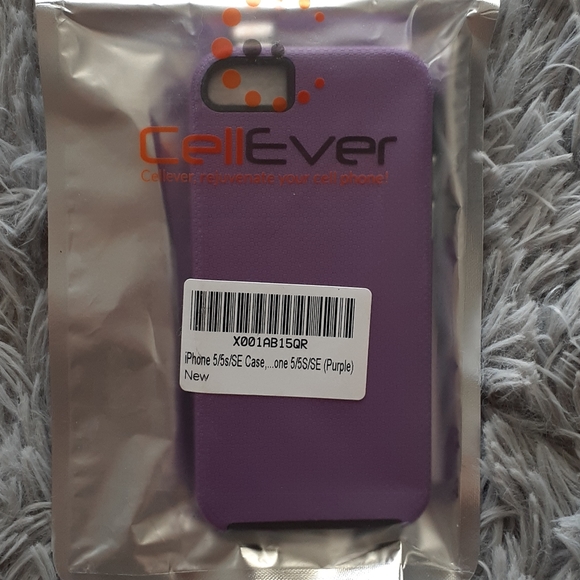 CellEver
Cellever, rejuvenate your cell phone!
X001AB15QR
iPhone 5/5s/SE Case,...one 5/5S/SE (Purple)
New